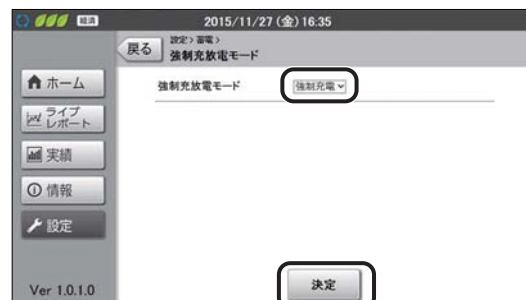 経済
2015/11/27 (金) 16:35
戻る
設定 > 蓄電 >
強制充放電モード
ホーム
強制充放電モード
強制充電
ライブ
レポート
実績
情報
設定
決定
Ver 1.0.1.0